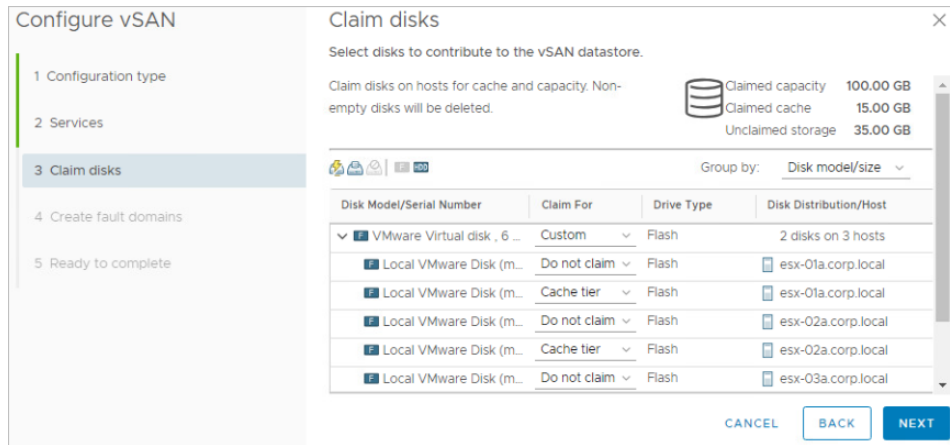 Configure vSAN
1 Configuration type
2 Services
3 Claim disks
4 Create fault domains
5 Ready to complete
Claim disks
Select disks to contribute to the vSAN datastore.
Claim disks on hosts for cache and capacity. Non-
empty disks will be deleted.
Claimed capacity 100.00 GB
Claimed cache 15.00 GB
Unclaimed storage 35.00 GB
F HDD
Group by: Disk model/size
Disk Model/Serial Number Claim For Drive Type Disk Distribution/Host
F VMware Virtual disk , 6 ... Custom Flash 2 disks on 3 hosts
F Local VMware Disk (m... Do not claim Flash esx-01a.corp.local
F Local VMware Disk (m... Cache tier Flash esx-01a.corp.local
F Local VMware Disk (m... Do not claim Flash esx-02a.corp.local
F Local VMware Disk (m... Cache tier Flash esx-02a.corp.local
F Local VMware Disk (m... Do not claim Flash esx-03a.corp.local
CANCEL BACK NEXT